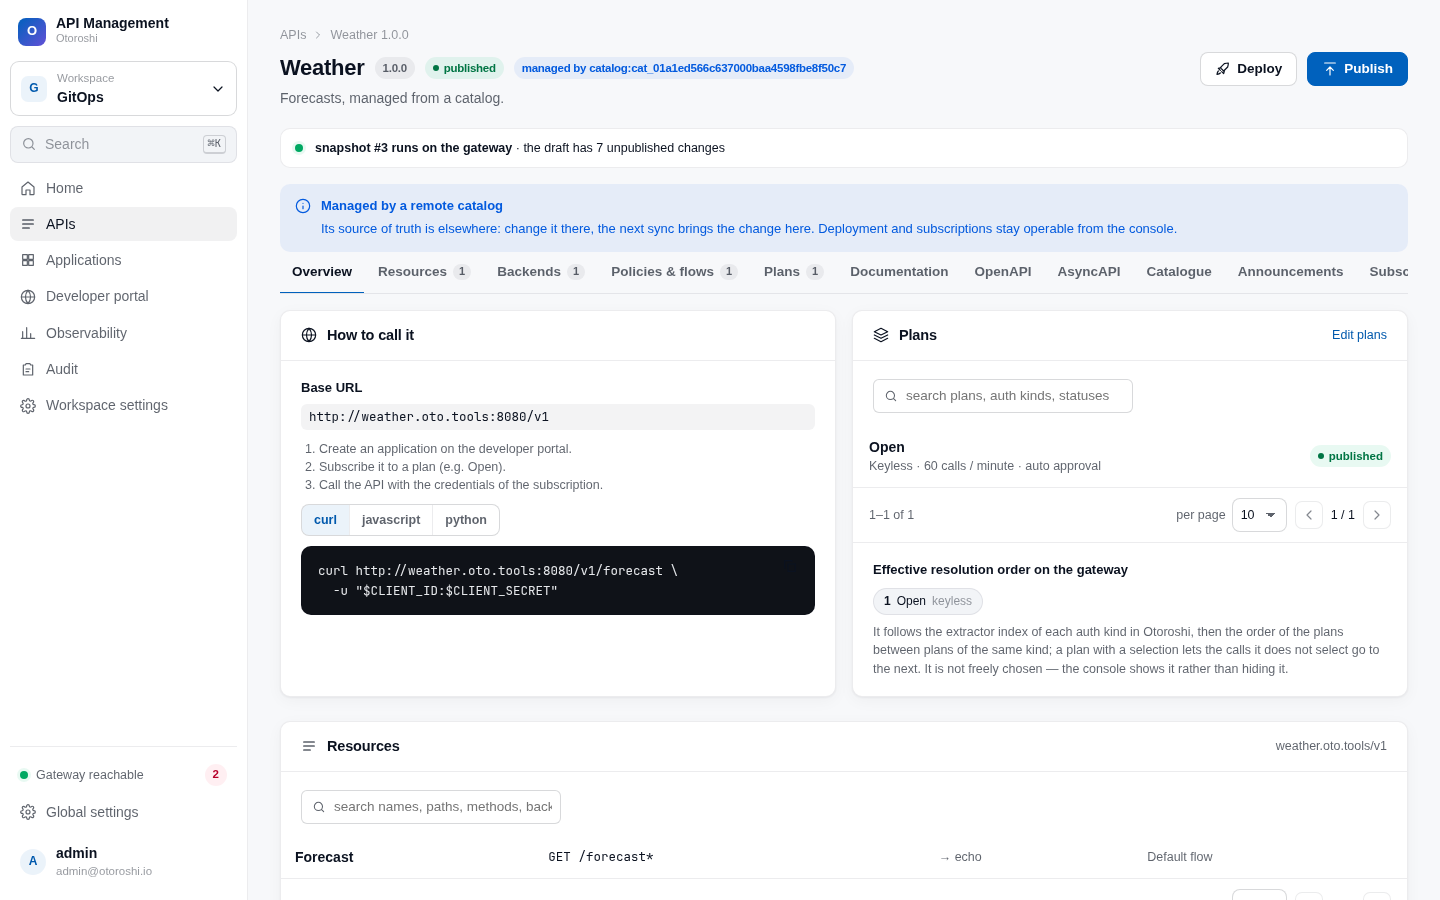 API Management
Otoroshi
Workspace
GitOps
Search
⌘K
Home
APIs
Applications
Developer portal
Observability
Audit
Workspace settings
Gateway reachable
2
Global settings
A
admin
admin@otoroshi.io
O
G
APIs
Weather 1.0.0
Weather
1.0.0
published
managed by catalog:cat_01a1ed566c637000baa4598fbe8f50c7
Deploy
Publish
Forecasts, managed from a catalog.
snapshot #3 runs on the gateway · the draft has 7 unpublished changes
Managed by a remote catalog
Its source of truth is elsewhere: change it there, the next sync brings the change here. Deployment and subscriptions stay operable from the console.
Overview
Resources 1
Backends 1
Policies & flows 1
Plans 1
Documentation
OpenAPI
AsyncAPI
Catalogue
Announcements
Subsc
How to call it
Base URL
http://weather.oto.tools:8080/v1
1. Create an application on the developer portal.
2. Subscribe it to a plan (e.g. Open).
3. Call the API with the credentials of the subscription.
curl
javascript
python
curl http://weather.oto.tools:8080/v1/forecast \
-u "$CLIENT_ID:$CLIENT_SECRET"
Plans
Edit plans
search plans, auth kinds, statuses
Open
Keyless · 60 calls / minute · auto approval
published
1–1 of 1
per page
10
1 / 1
Effective resolution order on the gateway
1 Open keyless
It follows the extractor index of each auth kind in Otoroshi, then the order of the plans
between plans of the same kind; a plan with a selection lets the calls it does not select go to
the next. It is not freely chosen — the console shows it rather than hiding it.
Resources
weather.oto.tools/v1
search names, paths, methods, back
Forecast
GET /forecast*
→ echo
Default flow